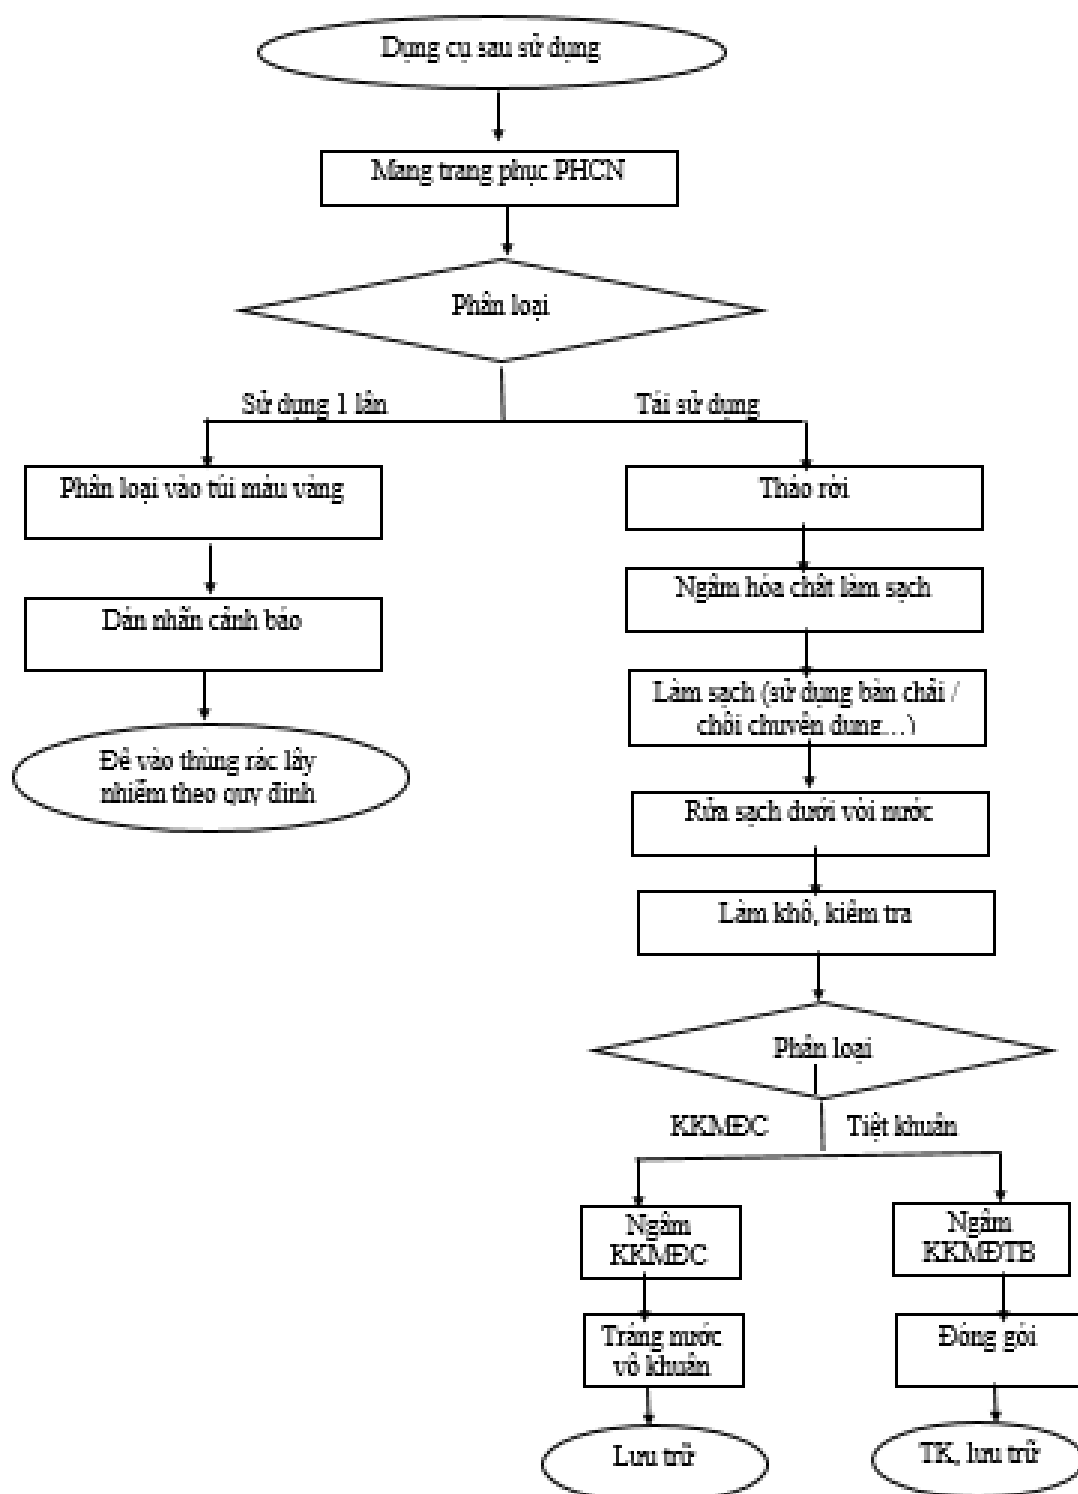 Dụng cụ sau sử dụng
Mang trang phục PHCN
Phân loại
Sử dụng 1 lần
Tái sử dụng
Phân loại vào túi màu vàng
Dán nhãn cảnh báo
Để vào thùng rác lây
nhiễm theo quy định
Tháo rời
Ngâm hóa chất làm sạch
Làm sạch (sử dụng bàn chải /
chổi chuyên dụng…)
Rửa sạch dưới vòi nước
Làm khô, kiểm tra
Phân loại
KKMĐC
Tiệt khuẩn
Ngâm
KKMĐC
Tráng nước
vô khuẩn
Lưu trữ
Ngâm
KKMĐTB
Đóng gói
TK, lưu trữ